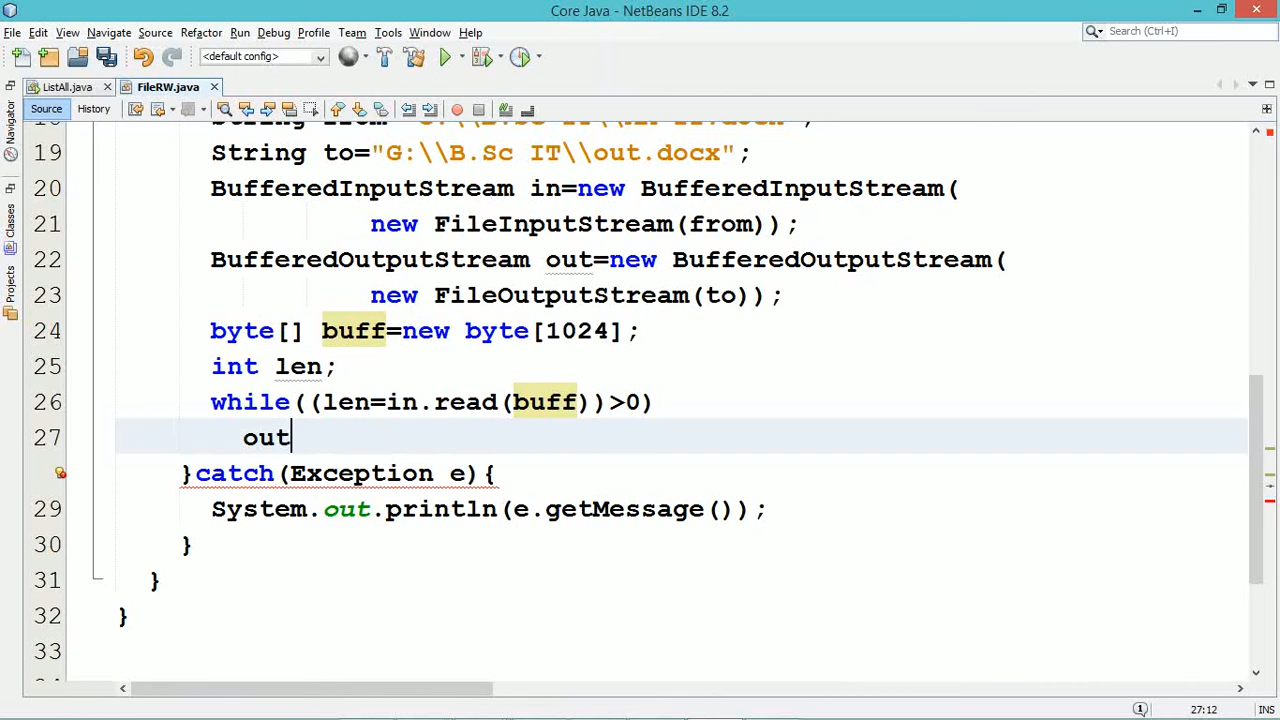 Core Java - NetBeans IDE 8.2
File Edit View Navigate Source Refactor Run Debug Profile Team Tools Window Help
Search (Ctrl+I)
<default config>
ListAll.java FileRW.java
Source History
Navigator
Classes
Projects
19 String to="G:\\B.Sc IT\\out.docx";
20 BufferedInputStream in=new BufferedInputStream(
21 new FileInputStream(from));
22 BufferedOutputStream out=new BufferedOutputStream(
23 new FileOutputStream(to));
24 byte[] buff=new byte[1024];
25 int len;
26 while((len=in.read(buff))>0)
27 out
}catch(Exception e){
29 System.out.println(e.getMessage());
30 }
31 }
32 }
33
27:12 INS